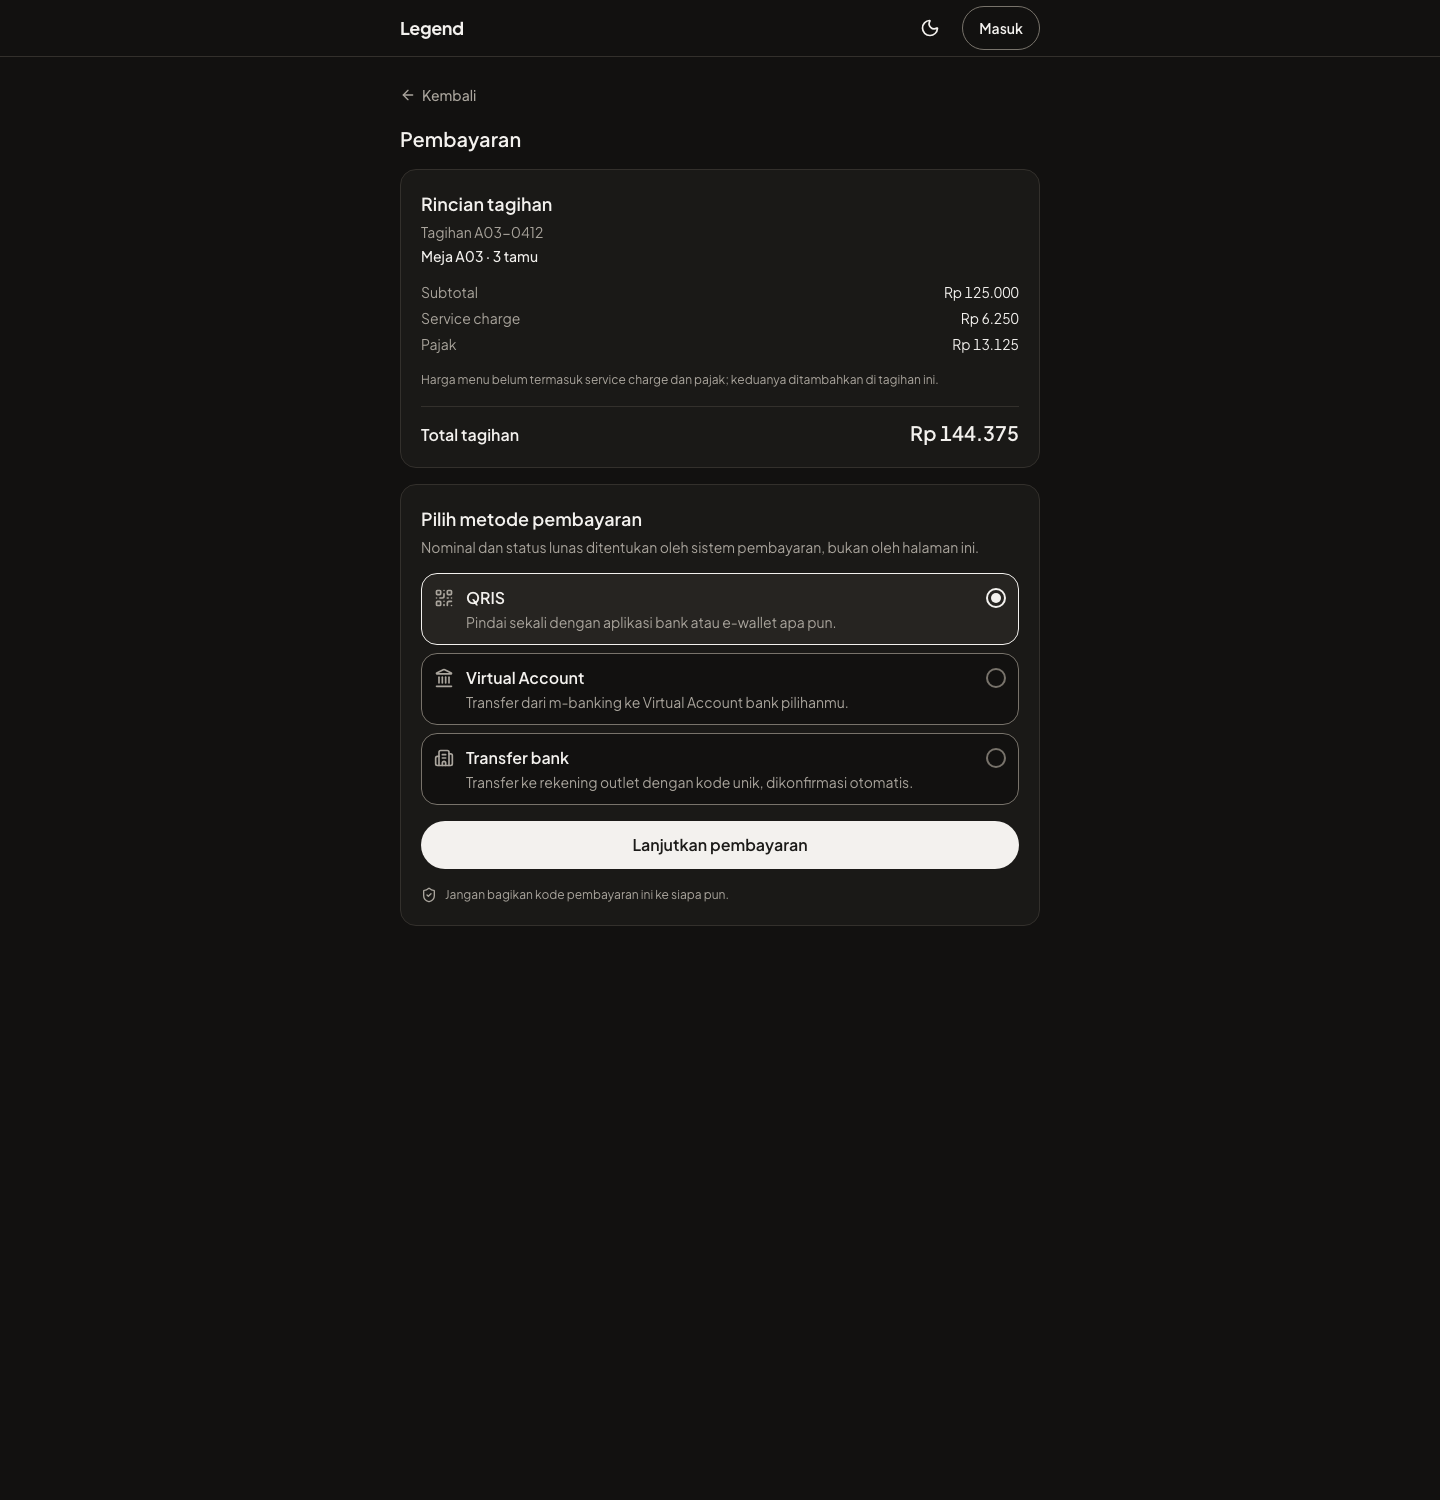 Legend
Masuk
Kembali
Pembayaran
Rincian tagihan
Tagihan A03–0412
Meja A03 · 3 tamu
Subtotal Rp 125.000
Service charge Rp 6.250
Pajak Rp 13.125
Harga menu belum termasuk service charge dan pajak; keduanya ditambahkan di tagihan ini.
Total tagihan Rp 144.375
Pilih metode pembayaran
Nominal dan status lunas ditentukan oleh sistem pembayaran, bukan oleh halaman ini.
QRIS
Pindai sekali dengan aplikasi bank atau e-wallet apa pun.
Virtual Account
Transfer dari m-banking ke Virtual Account bank pilihanmu.
Transfer bank
Transfer ke rekening outlet dengan kode unik, dikonfirmasi otomatis.
Lanjutkan pembayaran
Jangan bagikan kode pembayaran ini ke siapa pun.